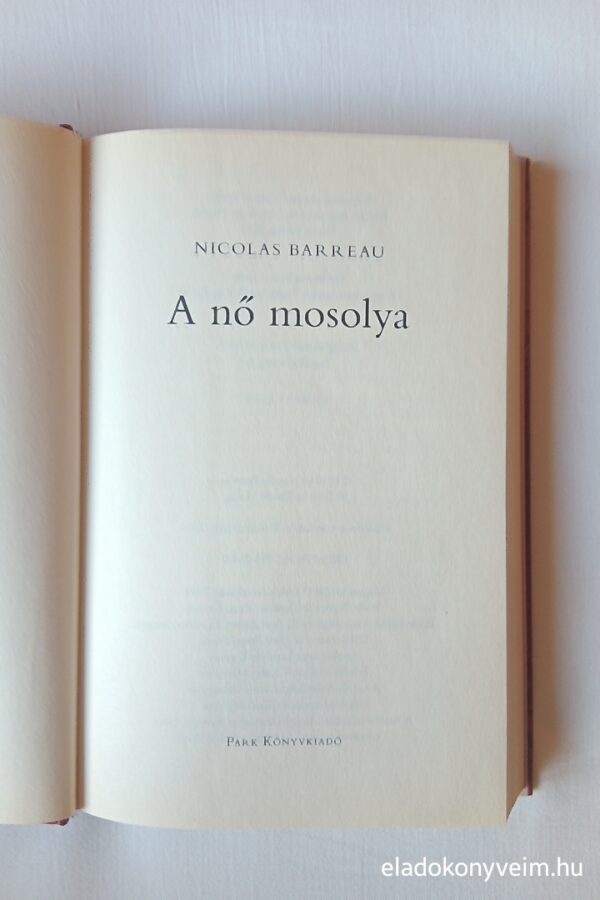 NICOLAS BARREAU
A nő mosolya
PARK KÖNYVKIADÓ
eladokonyveim.hu